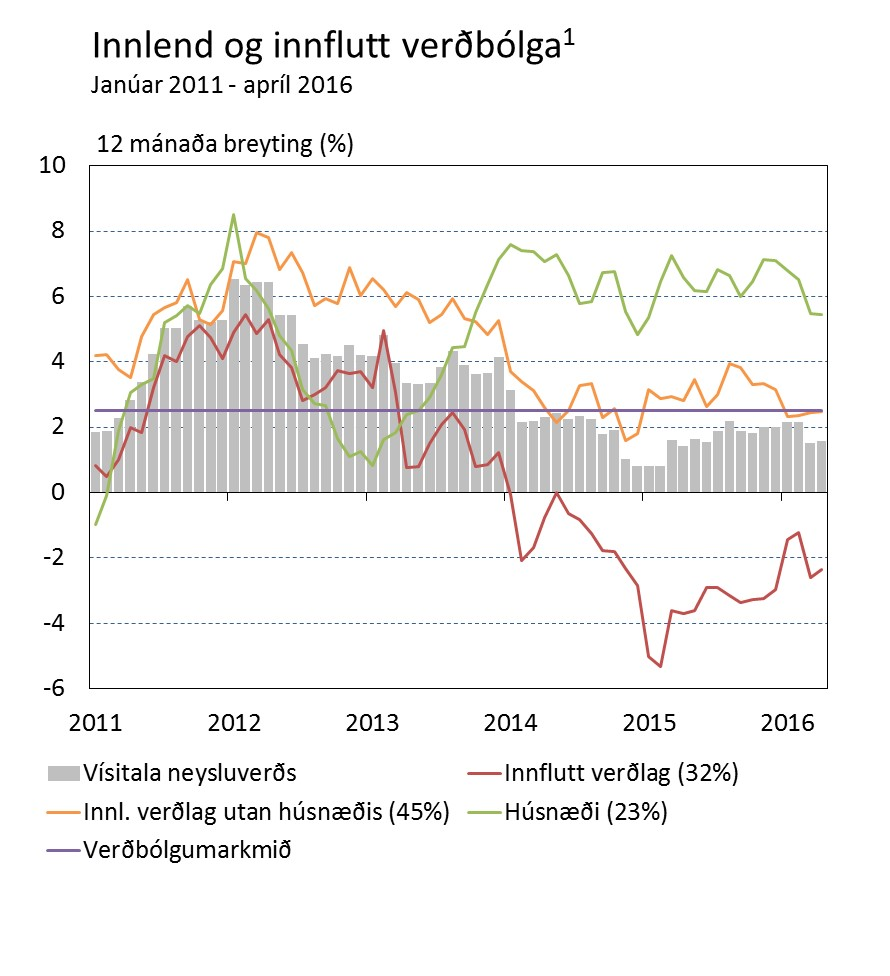 Innlend og innflutt verðbólga¹
Janúar 2011 - apríl 2016
12 mánaða breyting (%)
10
8
6
4
2
0
-2
-4
-6
2011 2012 2013 2014 2015 2016
Vísitala neysluverðs Innflutt verðlag (32%)
Innl. verðlag utan húsnæðis (45%) Húsnæði (23%)
Verðbólgumarkmið